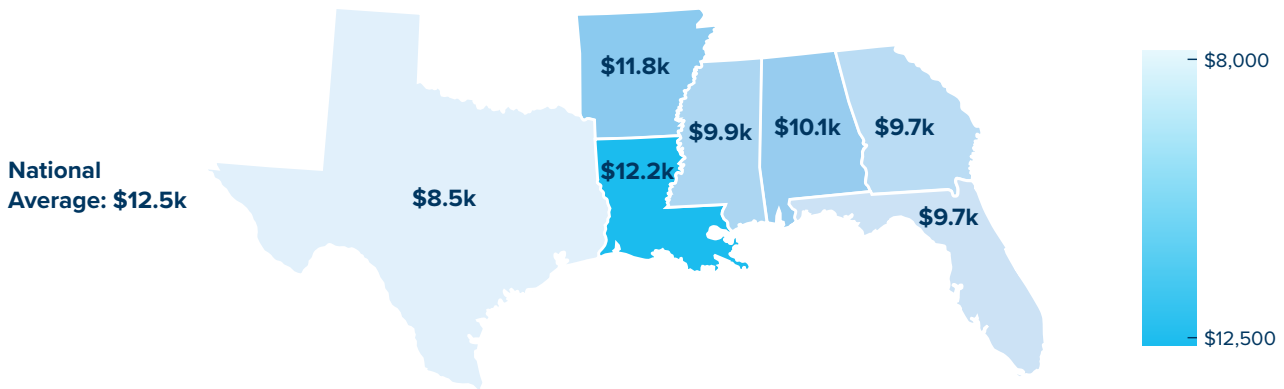 National
Average: $12.5k
$8.5k
$11.8k
$12.2k
$9.9k
$10.1k
$9.7k
$9.7k
$8,000
$12,500